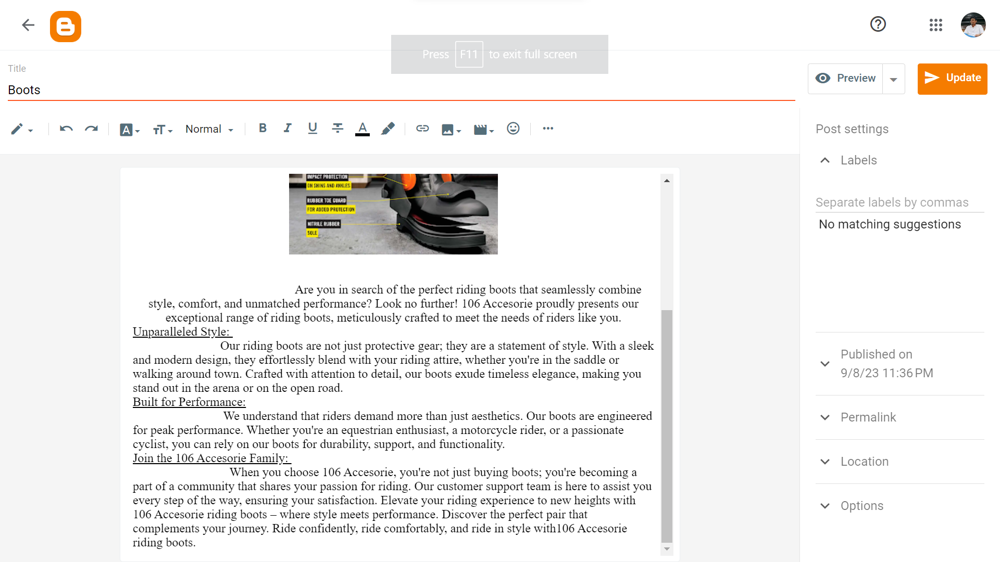 Press F11 to exit full screen
Title
Boots
Preview
Update
Normal
Post settings
Labels
Separate labels by commas
No matching suggestions
Published on
9/8/23 11:36 PM
Permalink
Location
Options
IMPACT PROTECTION
ON SHINS AND ANKLES
RUBBER TOE GUARD
FOR ADDED PROTECTION
NITRILE RUBBER
SOLE
Are you in search of the perfect riding boots that seamlessly combine
style, comfort, and unmatched performance? Look no further! 106 Accesorie proudly presents our
exceptional range of riding boots, meticulously crafted to meet the needs of riders like you.
Unparalleled Style:
Our riding boots are not just protective gear; they are a statement of style. With a sleek
and modern design, they effortlessly blend with your riding attire, whether you're in the saddle or
walking around town. Crafted with attention to detail, our boots exude timeless elegance, making you
stand out in the arena or on the open road.
Built for Performance:
We understand that riders demand more than just aesthetics. Our boots are engineered
for peak performance. Whether you're an equestrian enthusiast, a motorcycle rider, or a passionate
cyclist, you can rely on our boots for durability, support, and functionality.
Join the 106 Accesorie Family:
When you choose 106 Accesorie, you're not just buying boots; you're becoming a
part of a community that shares your passion for riding. Our customer support team is here to assist you
every step of the way, ensuring your satisfaction. Elevate your riding experience to new heights with
106 Accesorie riding boots – where style meets performance. Discover the perfect pair that
complements your journey. Ride confidently, ride comfortably, and ride in style with106 Accesorie
riding boots.